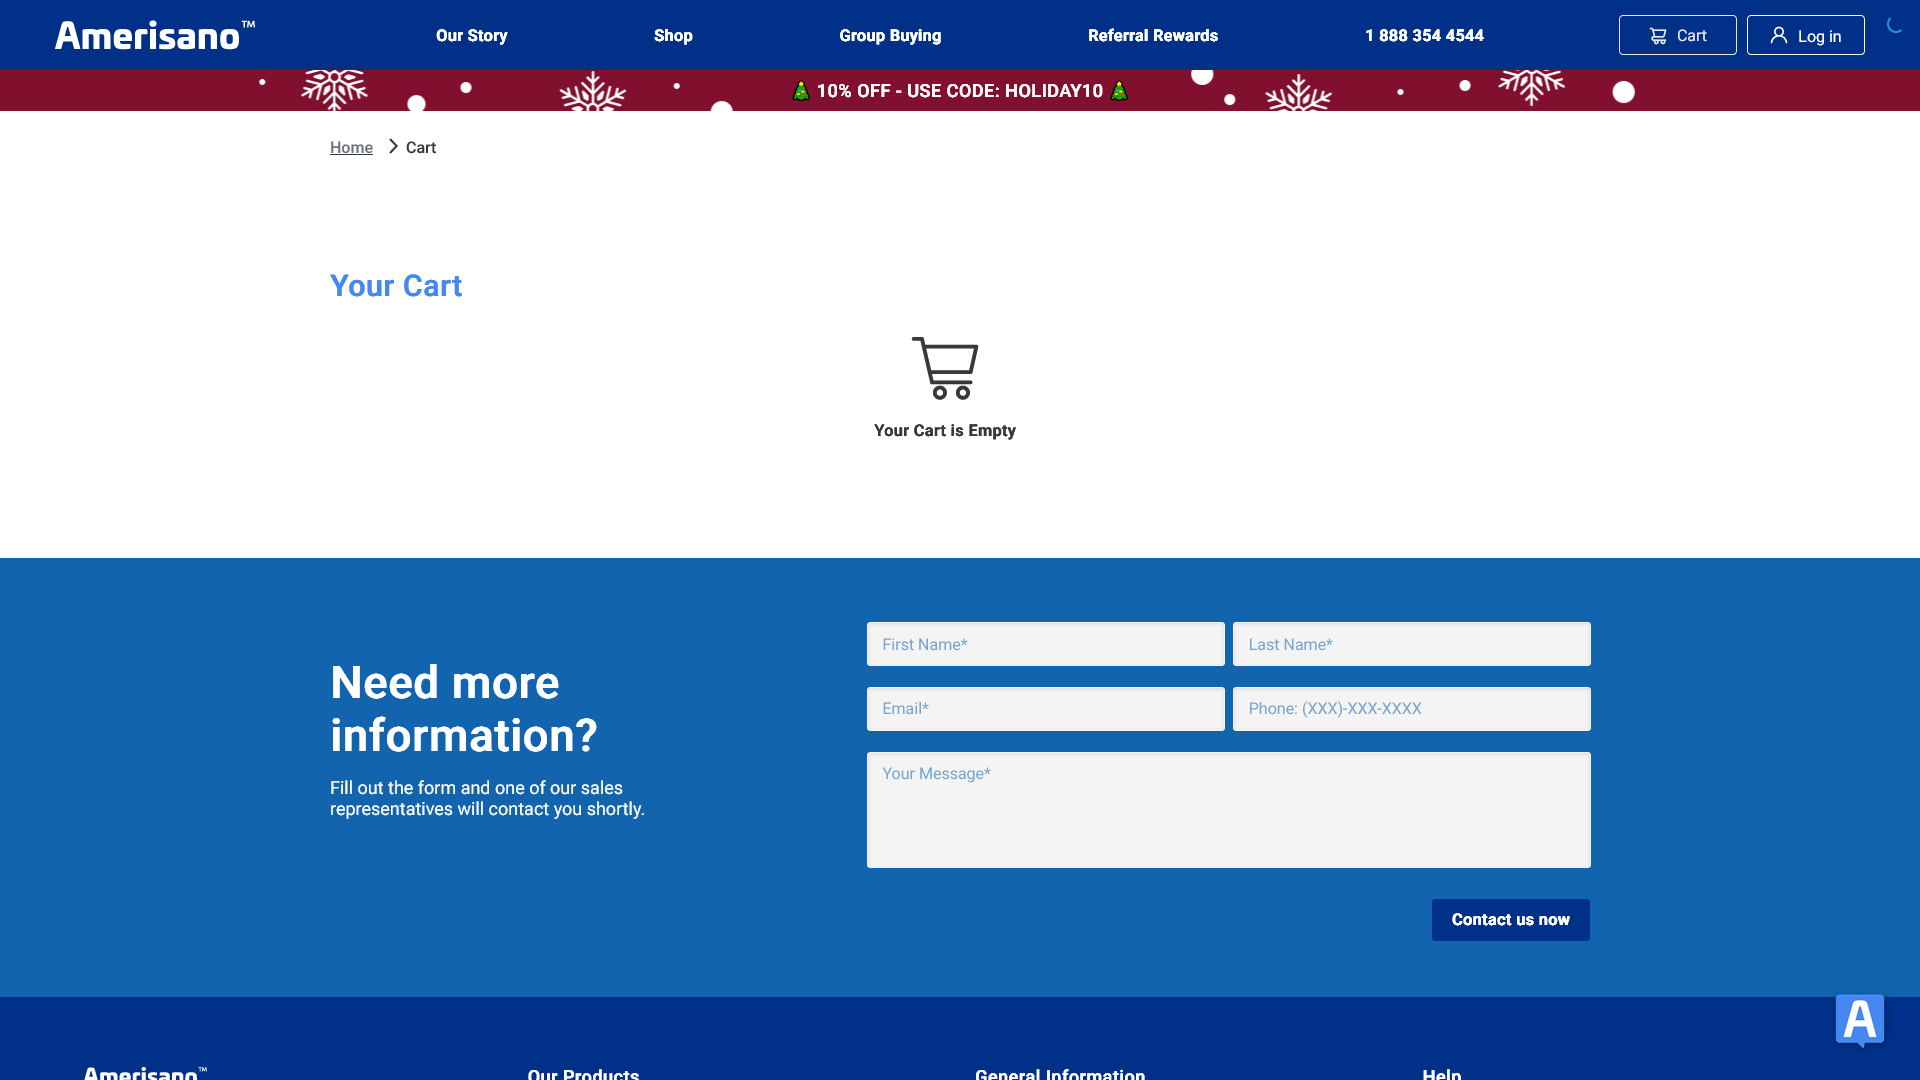 Amerisano™
Our Story
Shop
Group Buying
Referral Rewards
1 888 354 4544
Cart
Log in
🎄 10% OFF - USE CODE: HOLIDAY10 🎄
Home > Cart
Your Cart
Your Cart is Empty
Need more
information?
Fill out the form and one of our sales
representatives will contact you shortly.
First Name*
Last Name*
Email*
Phone: (XXX)-XXX-XXXX
Your Message*
Contact us now
A
Amerisano™
Our Products
General Information
Help